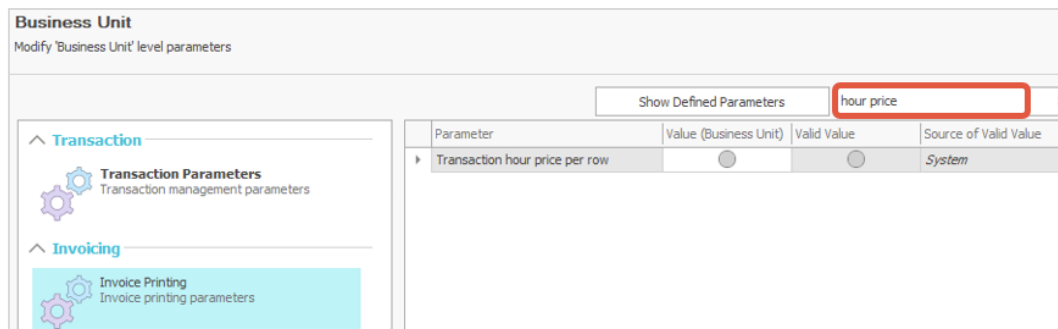 Business Unit
Modify 'Business Unit' level parameters
Show Defined Parameters
hour price
Transaction
Transaction Parameters
Transaction management parameters
Invoicing
Invoice Printing
Invoice printing parameters
Parameter Value (Business Unit) Valid Value Source of Valid Value
Transaction hour price per row System